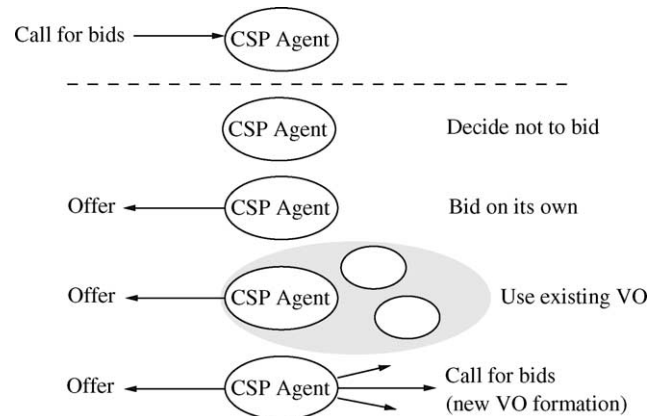 Call for bids
CSP Agent
CSP Agent
Decide not to bid
Offer
CSP Agent
Bid on its own
Offer
CSP Agent
Use existing VO
Offer
CSP Agent
Call for bids
(new VO formation)